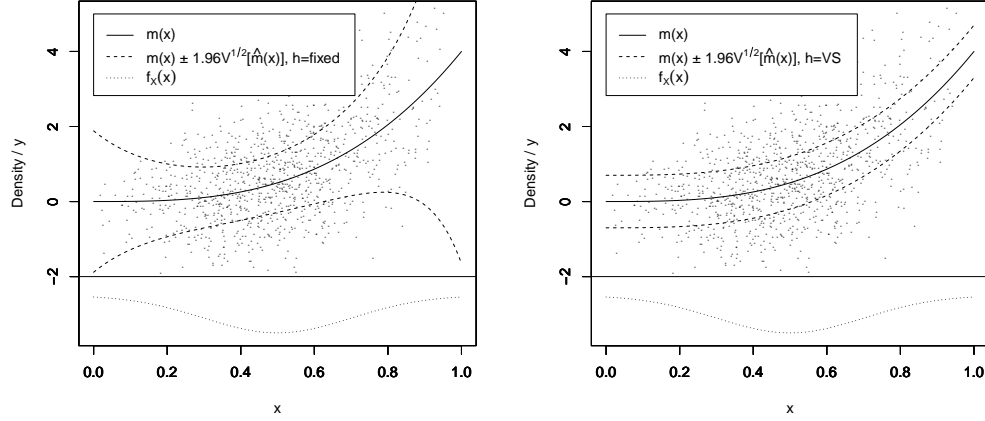 m(x)
m(x) ± 1.96V^{1/2}[m̂(x)], h=fixed
f_X(x)
Density / y
4
2
0
−2
0.0 0.2 0.4 0.6 0.8 1.0
x
m(x)
m(x) ± 1.96V^{1/2}[m̂(x)], h=VS
f_X(x)
Density / y
4
2
0
−2
0.0 0.2 0.4 0.6 0.8 1.0
x